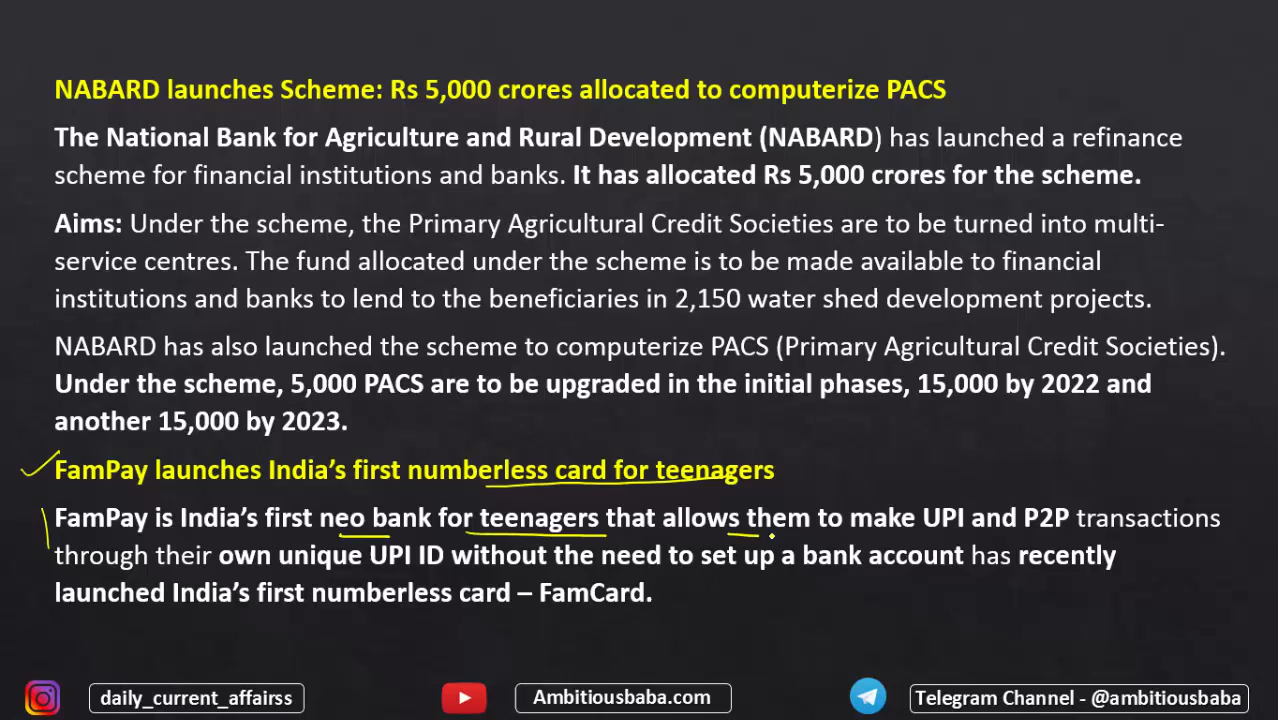 NABARD launches Scheme: Rs 5,000 crores allocated to computerize PACS
The National Bank for Agriculture and Rural Development (NABARD) has launched a refinance
scheme for financial institutions and banks. It has allocated Rs 5,000 crores for the scheme.
Aims: Under the scheme, the Primary Agricultural Credit Societies are to be turned into multi-
service centres. The fund allocated under the scheme is to be made available to financial
institutions and banks to lend to the beneficiaries in 2,150 water shed development projects.
NABARD has also launched the scheme to computerize PACS (Primary Agricultural Credit Societies).
Under the scheme, 5,000 PACS are to be upgraded in the initial phases, 15,000 by 2022 and
another 15,000 by 2023.
FamPay launches India’s first numberless card for teenagers
FamPay is India’s first neo bank for teenagers that allows them to make UPI and P2P transactions
through their own unique UPI ID without the need to set up a bank account has recently
launched India’s first numberless card – FamCard.
daily_current_affairss
Ambitiousbaba.com
Telegram Channel - @ambitiousbaba